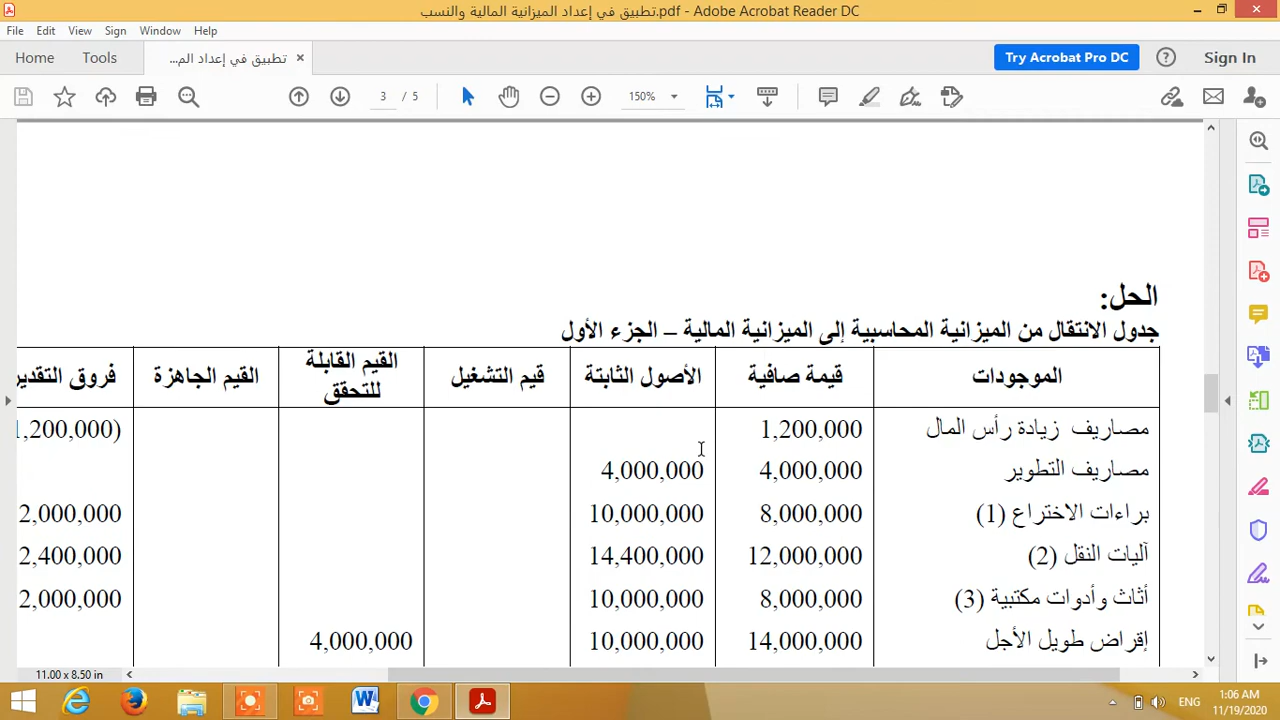 تطبيق في إعداد الميزانية المالية والنسب.pdf - Adobe Acrobat Reader DC
File Edit View Sign Window Help
Home Tools تطبيق في إعداد الم... × Try Acrobat Pro DC Sign In
3 / 5 150%
الحل:
جدول الانتقال من الميزانية المحاسبية إلى الميزانية المالية – الجزء الأول
الموجودات قيمة صافية الأصول الثابتة قيم التشغيل القيم القابلة للتحقق القيم الجاهزة فروق التقدير
مصاريف زيادة رأس المال 1,200,000 1,200,000)
مصاريف التطوير 4,000,000 4,000,000
براءات الاختراع (1) 8,000,000 10,000,000 2,000,000
آليات النقل (2) 12,000,000 14,400,000 2,400,000
أثاث وأدوات مكتبية (3) 8,000,000 10,000,000 2,000,000
إقراض طويل الأجل 14,000,000 10,000,000 4,000,000
11.00 x 8.50 in
ENG 1:06 AM
11/19/2020